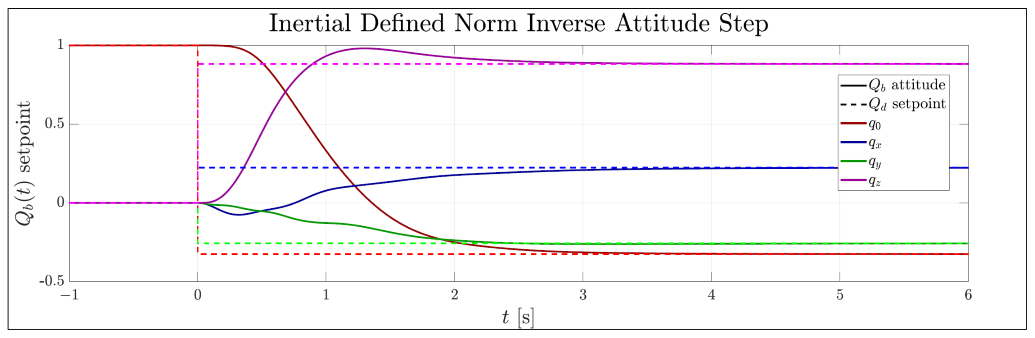 Inertial Defined Norm Inverse Attitude Step
Q_b(t) setpoint
1
0.5
0
-0.5
Q_b attitude
Q_d setpoint
q_0
q_x
q_y
q_z
−1 0 1 2 3 4 5 6
t [s]